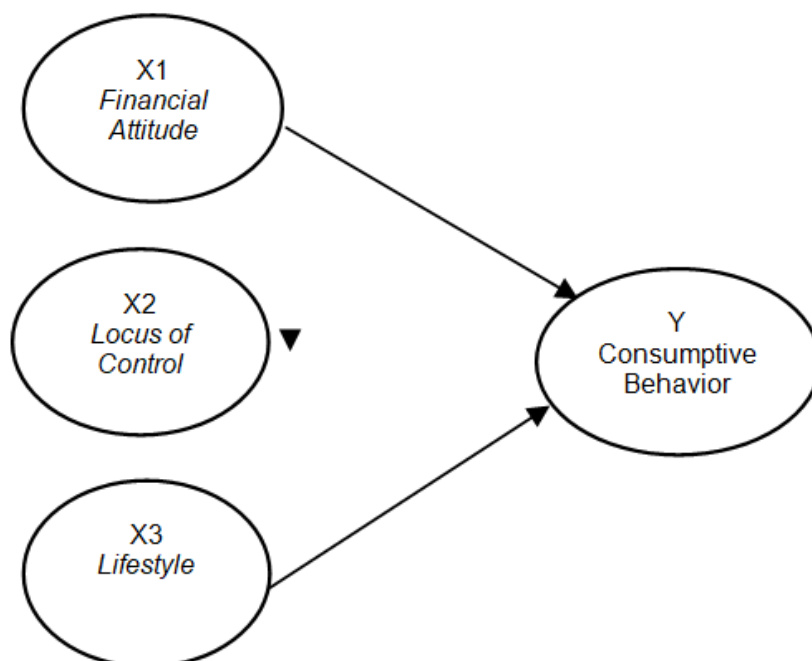 X1
Financial
Attitude
X2
Locus of
Control
X3
Lifestyle
Y
Consumptive
Behavior